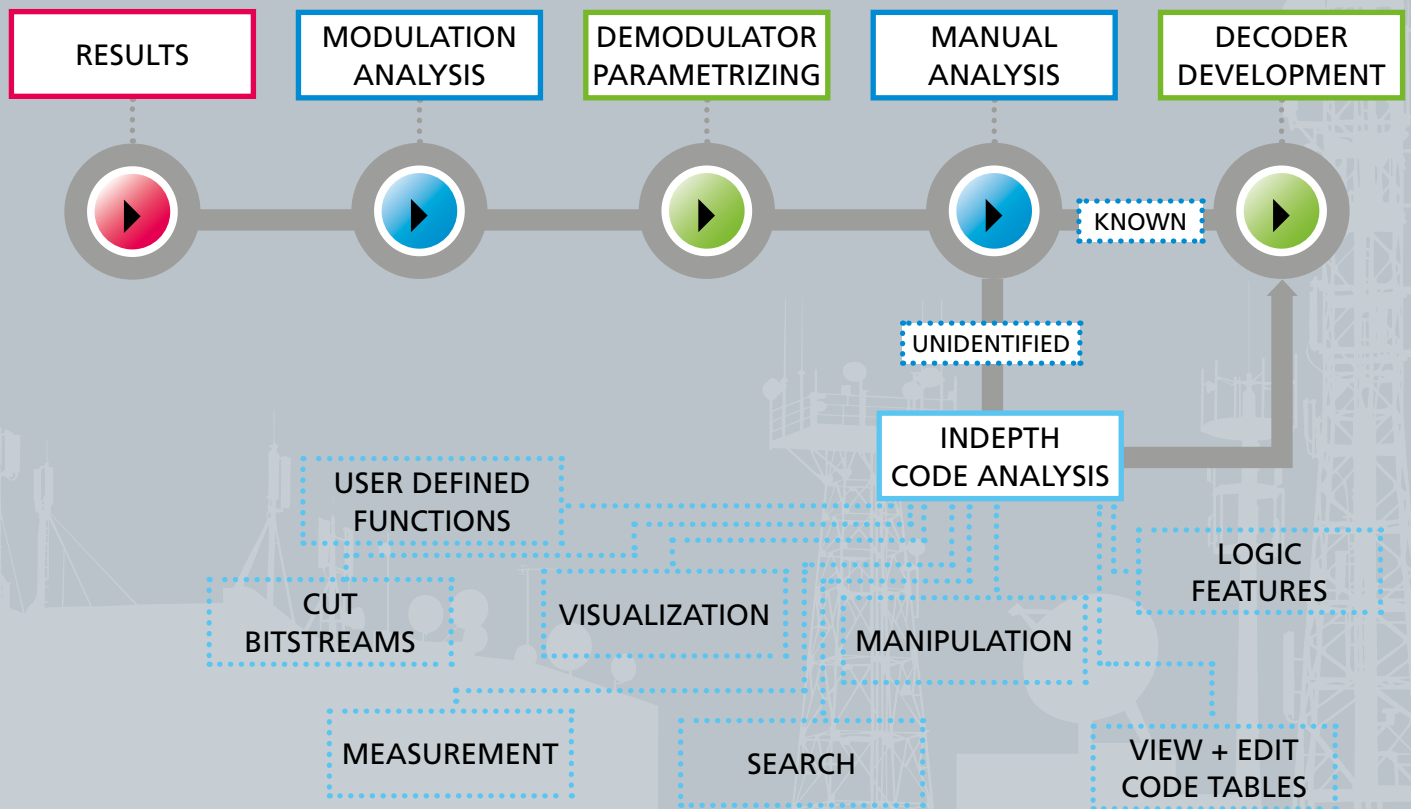 RESULTS
MODULATION
ANALYSIS
DEMODULATOR
PARAMETRIZING
MANUAL
ANALYSIS
DECODER
DEVELOPMENT
KNOWN
UNIDENTIFIED
INDEPTH
CODE ANALYSIS
USER DEFINED
FUNCTIONS
LOGIC
FEATURES
CUT
BITSTREAMS
VISUALIZATION
MANIPULATION
MEASUREMENT
SEARCH
VIEW + EDIT
CODE TABLES